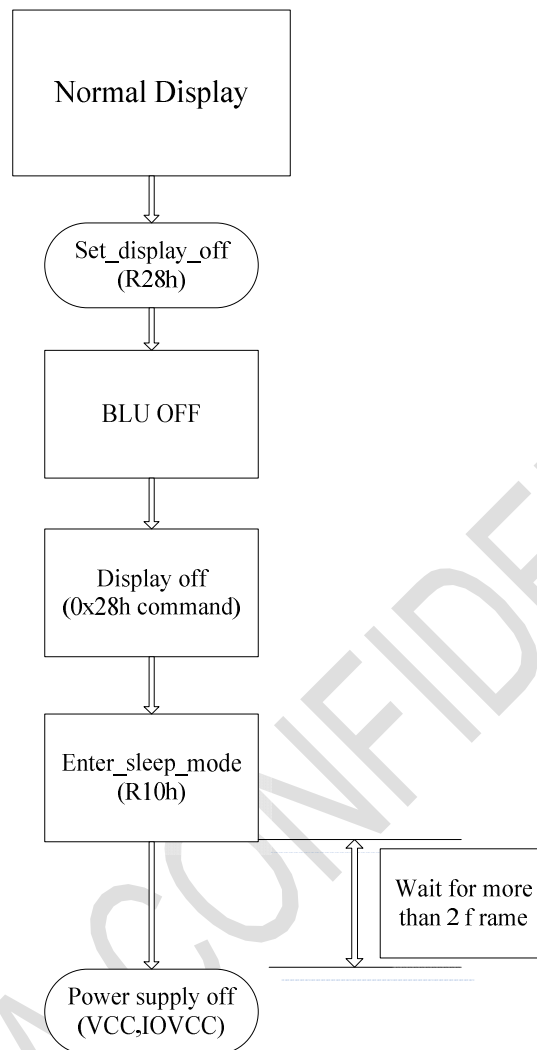 Normal Display
Set_display_off
(R28h)
BLU OFF
Display off
(0x28h command)
Enter_sleep_mode
(R10h)
Wait for more
than 2 f rame
Power supply off
(VCC,IOVCC)